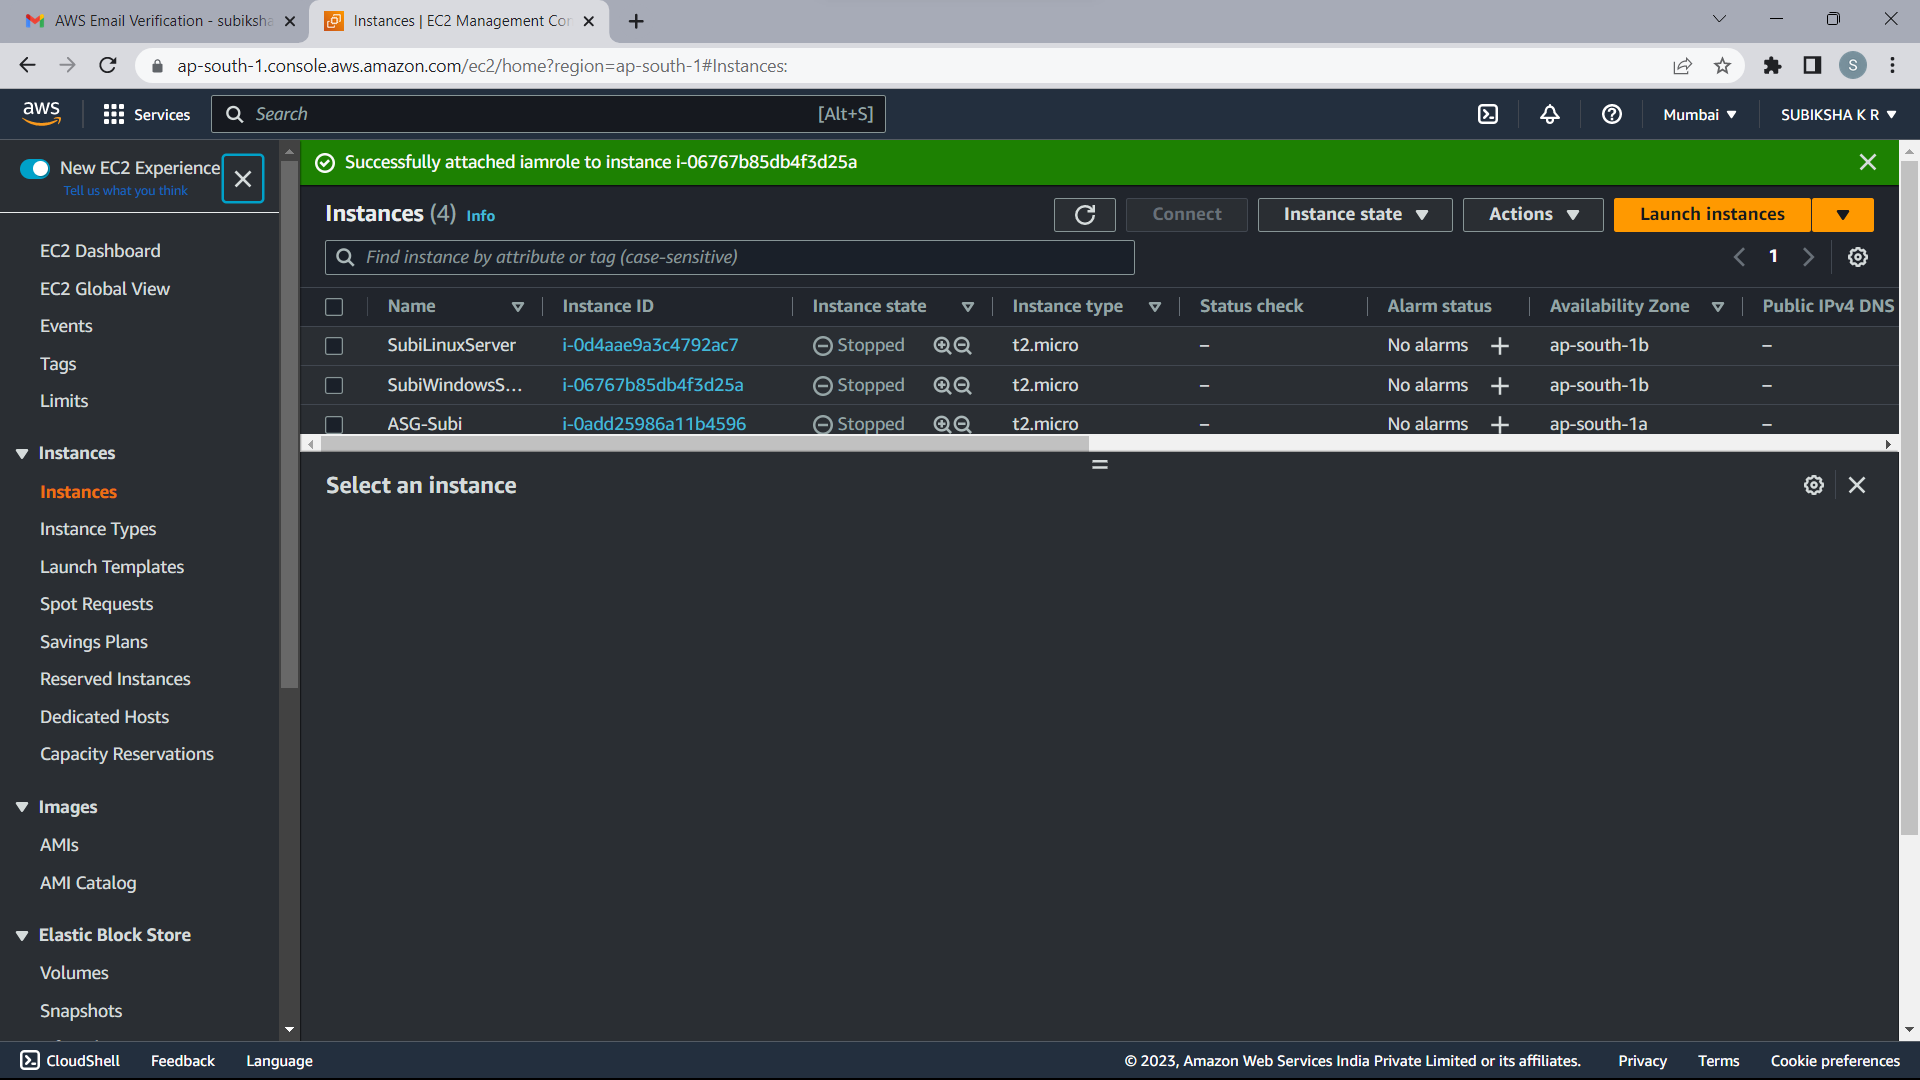 AWS Email Verification - subiksha
Instances | EC2 Management Con
ap-south-1.console.aws.amazon.com/ec2/home?region=ap-south-1#Instances:
S
aws
Services
Search
[Alt+S]
Mumbai
SUBIKSHA K R
New EC2 Experience
Tell us what you think
Successfully attached iamrole to instance i-06767b85db4f3d25a
Instances (4) Info
Connect
Instance state
Actions
Launch instances
Find instance by attribute or tag (case-sensitive)
1
Name Instance ID Instance state Instance type Status check Alarm status Availability Zone Public IPv4 DNS
SubiLinuxServer i-0d4aae9a3c4792ac7 Stopped t2.micro – No alarms + ap-south-1b –
SubiWindowsS... i-06767b85db4f3d25a Stopped t2.micro – No alarms + ap-south-1b –
ASG-Subi i-0add25986a11b4596 Stopped t2.micro – No alarms + ap-south-1a –
Select an instance
EC2 Dashboard
EC2 Global View
Events
Tags
Limits
Instances
Instances
Instance Types
Launch Templates
Spot Requests
Savings Plans
Reserved Instances
Dedicated Hosts
Capacity Reservations
Images
AMIs
AMI Catalog
Elastic Block Store
Volumes
Snapshots
CloudShell
Feedback
Language
© 2023, Amazon Web Services India Private Limited or its affiliates.
Privacy
Terms
Cookie preferences